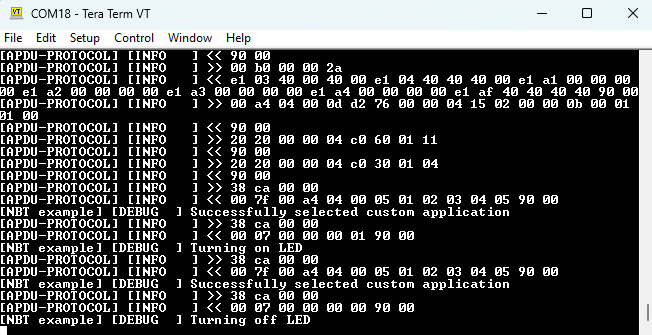 COM18 - Tera Term VT
File Edit Setup Control Window Help
[APDU-PROTOCOL] [INFO   ] << 90 00
[APDU-PROTOCOL] [INFO   ] >> 00 b0 00 00 2a
[APDU-PROTOCOL] [INFO   ] << e1 03 40 00 40 00 e1 04 40 40 40 00 e1 a1 00 00 00
00 e1 a2 00 00 00 00 e1 a3 00 00 00 00 e1 a4 00 00 00 00 e1 af 40 40 40 40 90 00
[APDU-PROTOCOL] [INFO   ] >> 00 a4 04 00 0d d2 76 00 00 04 15 02 00 00 0b 00 01
01 00
[APDU-PROTOCOL] [INFO   ] << 90 00
[APDU-PROTOCOL] [INFO   ] >> 20 20 00 00 04 c0 60 01 11
[APDU-PROTOCOL] [INFO   ] << 90 00
[APDU-PROTOCOL] [INFO   ] >> 20 20 00 00 04 c0 30 01 04
[APDU-PROTOCOL] [INFO   ] << 90 00
[APDU-PROTOCOL] [INFO   ] >> 38 ca 00 00
[APDU-PROTOCOL] [INFO   ] << 00 7f 00 a4 04 00 05 01 02 03 04 05 90 00
[NBT example] [DEBUG  ] Successfully selected custom application
[APDU-PROTOCOL] [INFO   ] >> 38 ca 00 00
[APDU-PROTOCOL] [INFO   ] << 00 07 00 00 00 01 90 00
[NBT example] [DEBUG  ] Turning on LED
[APDU-PROTOCOL] [INFO   ] >> 38 ca 00 00
[APDU-PROTOCOL] [INFO   ] << 00 7f 00 a4 04 00 05 01 02 03 04 05 90 00
[NBT example] [DEBUG  ] Successfully selected custom application
[APDU-PROTOCOL] [INFO   ] >> 38 ca 00 00
[APDU-PROTOCOL] [INFO   ] << 00 07 00 00 00 00 90 00
[NBT example] [DEBUG  ] Turning off LED